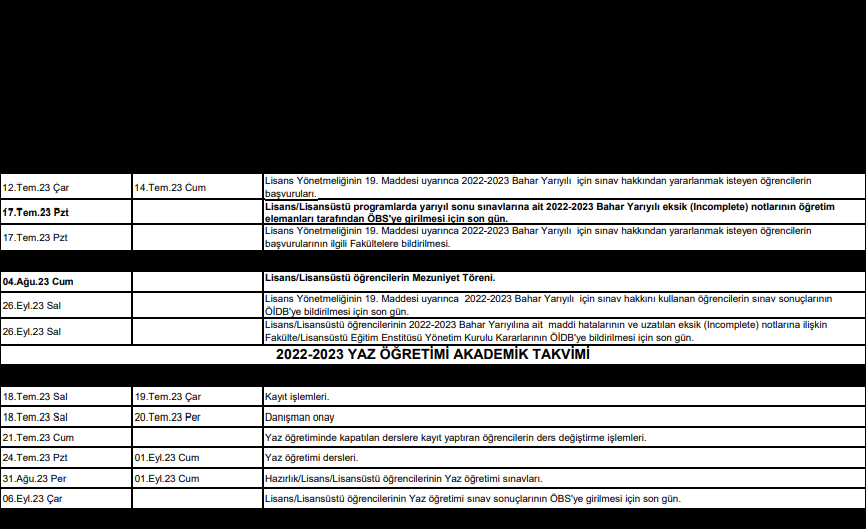 12.Tem.23 Çar 14.Tem.23 Cum Lisans Yönetmeliğinin 19. Maddesi uyarınca 2022-2023 Bahar Yarıyılı için sınav hakkından yararlanmak isteyen öğrencilerin
başvuruları.
17.Tem.23 Pzt Lisans/Lisansüstü programlarda yarıyıl sonu sınavlarına ait 2022-2023 Bahar Yarıyılı eksik (Incomplete) notlarının öğretim
elemanları tarafından ÖBS'ye girilmesi için son gün.
17.Tem.23 Pzt Lisans Yönetmeliğinin 19. Maddesi uyarınca 2022-2023 Bahar Yarıyılı için sınav hakkından yararlanmak isteyen öğrencilerin
başvurularının ilgili Fakültelere bildirilmesi.
04.Ağu.23 Cum Lisans/Lisansüstü öğrencilerin Mezuniyet Töreni.
26.Eyl.23 Sal Lisans Yönetmeliğinin 19. Maddesi uyarınca 2022-2023 Bahar Yarıyılı için sınav hakkını kullanan öğrencilerin sınav sonuçlarının
ÖİDB'ye bildirilmesi için son gün.
26.Eyl.23 Sal Lisans/Lisansüstü öğrencilerinin 2022-2023 Bahar Yarıyılına ait maddi hatalarının ve uzatılan eksik (Incomplete) notlarına ilişkin
Fakülte/Lisansüstü Eğitim Enstitüsü Yönetim Kurulu Kararlarının ÖİDB'ye bildirilmesi için son gün.
2022-2023 YAZ ÖĞRETİMİ AKADEMİK TAKVİMİ
18.Tem.23 Sal 19.Tem.23 Çar Kayıt işlemleri.
18.Tem.23 Sal 20.Tem.23 Per Danışman onay
21.Tem.23 Cum Yaz öğretiminde kapatılan derslere kayıt yaptıran öğrencilerin ders değiştirme işlemleri.
24.Tem.23 Pzt 01.Eyl.23 Cum Yaz öğretimi dersleri.
31.Ağu.23 Per 01.Eyl.23 Cum Hazırlık/Lisans/Lisansüstü öğrencilerinin Yaz öğretimi sınavları.
06.Eyl.23 Çar Lisans/Lisansüstü öğrencilerinin Yaz öğretimi sınav sonuçlarının ÖBS'ye girilmesi için son gün.